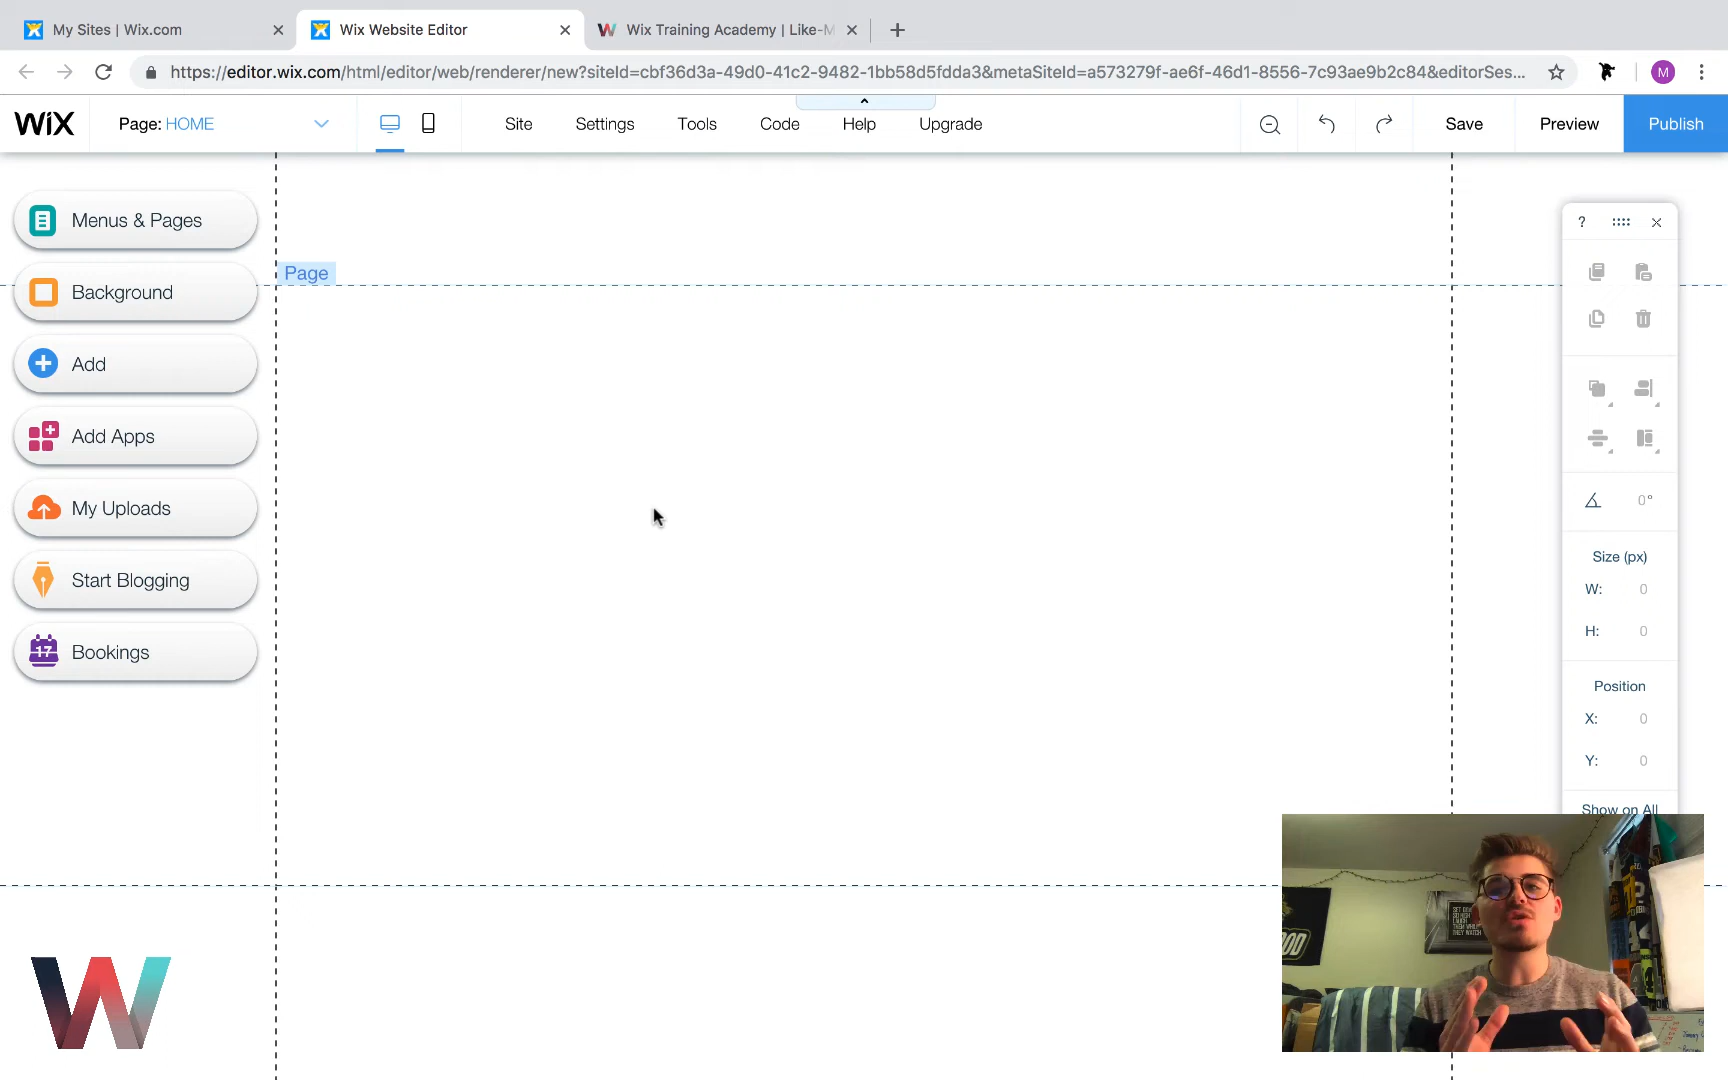 My Sites | Wix.com
Wix Website Editor
Wix Training Academy | Like-M
https://editor.wix.com/html/editor/web/renderer/new?siteId=cbf36d3a-49d0-41c2-9482-1bb58d5fdda3&metaSiteId=a573279f-ae6f-46d1-8556-7c93ae9b2c84&editorSes...
M
WiX
Page: HOME
Site
Settings
Tools
Code
Help
Upgrade
Save
Preview
Publish
Menus & Pages
Page
Background
Add
Add Apps
My Uploads
Start Blogging
17
Bookings
?
0°
Size (px)
W: 0
H: 0
Position
X: 0
Y: 0
Show on All
W